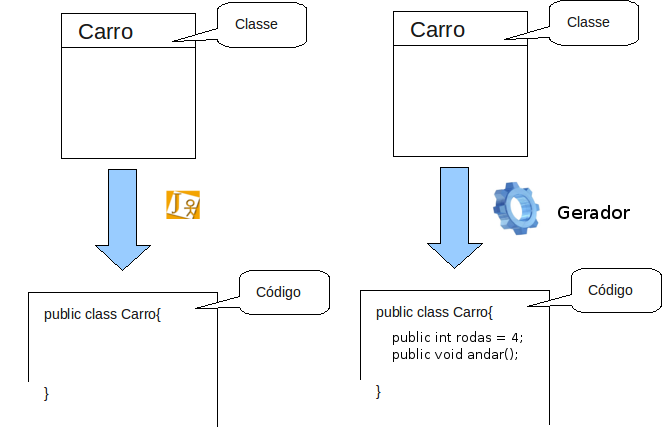 Carro
Classe
J
public class Carro{
Código
}
Carro
Classe
Gerador
public class Carro{
Código
public int rodas = 4;
public void andar();
}